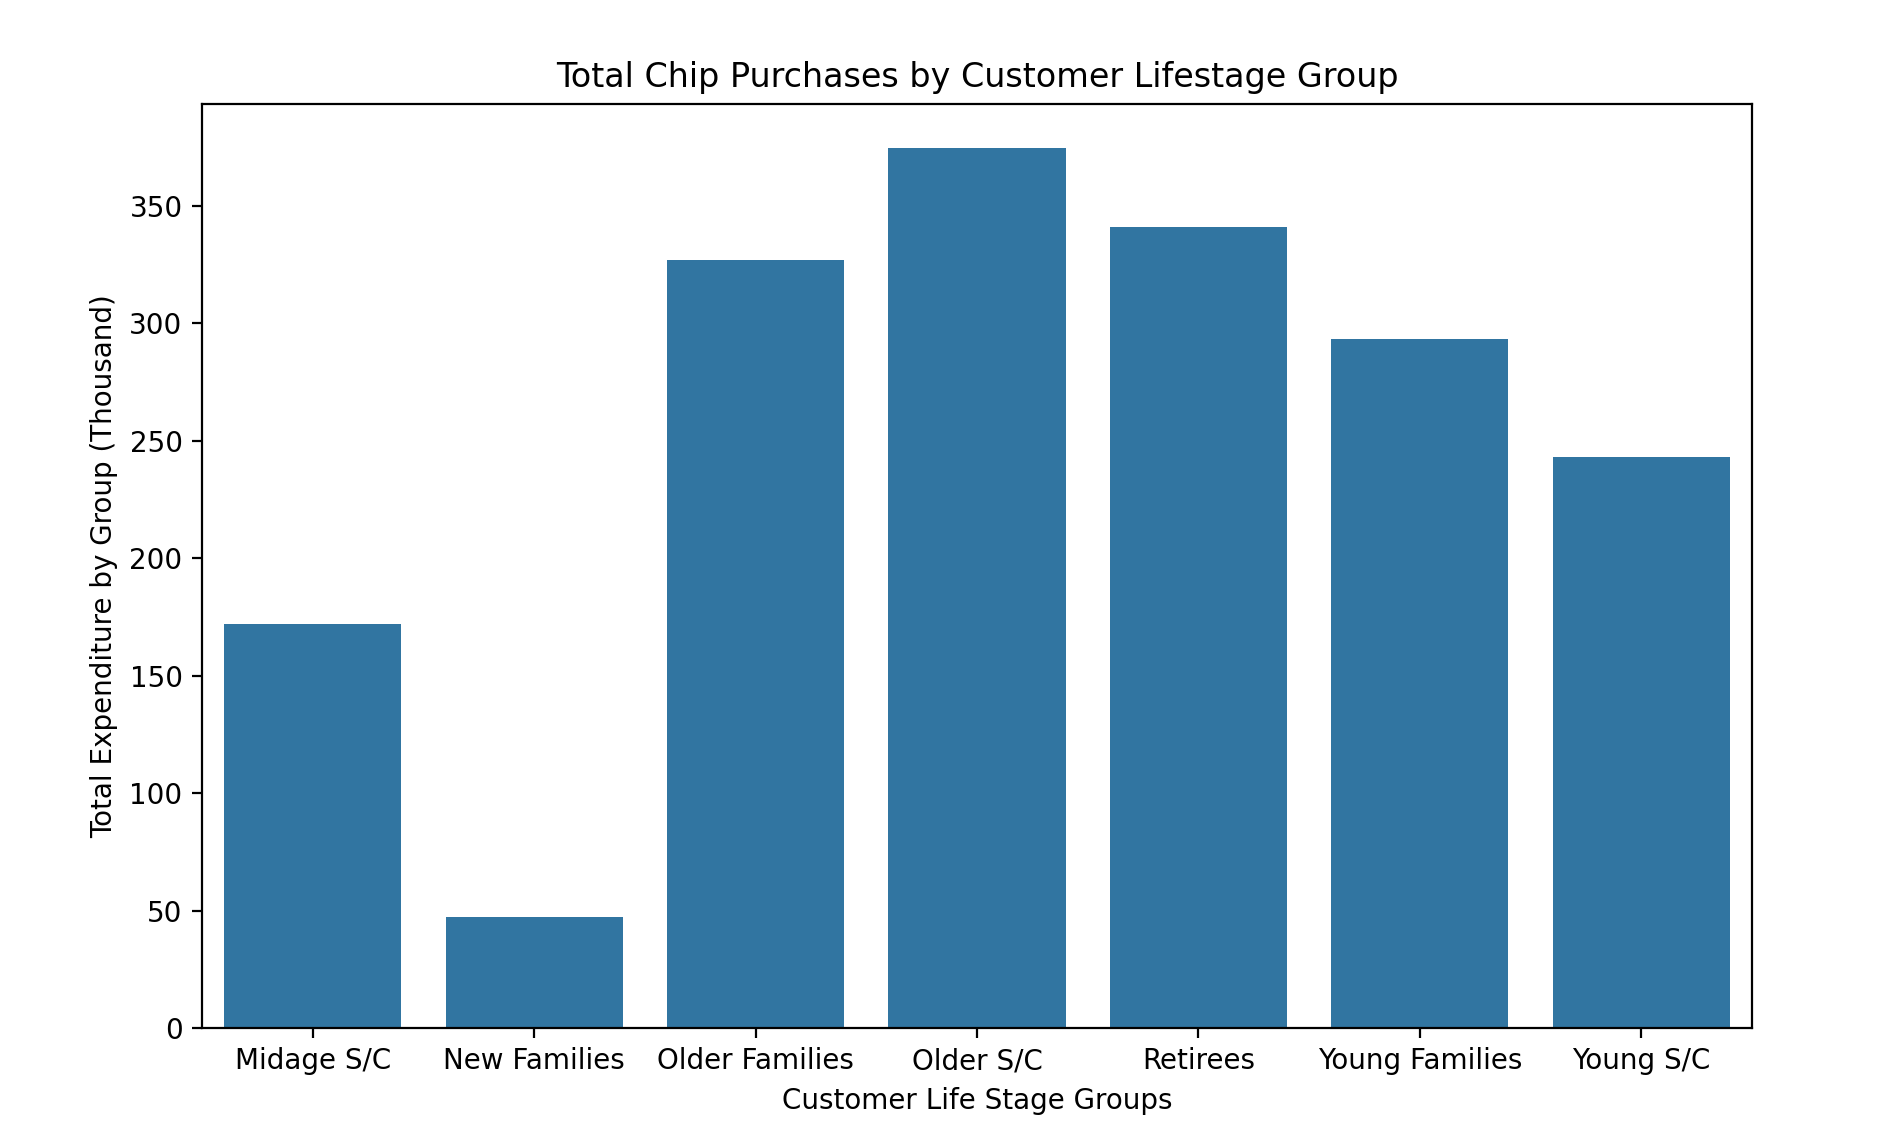 Total Chip Purchases by Customer Lifestage Group
Total Expenditure by Group (Thousand)
350
300
250
200
150
100
50
0
Midage S/C New Families Older Families Older S/C Retirees Young Families Young S/C
Customer Life Stage Groups